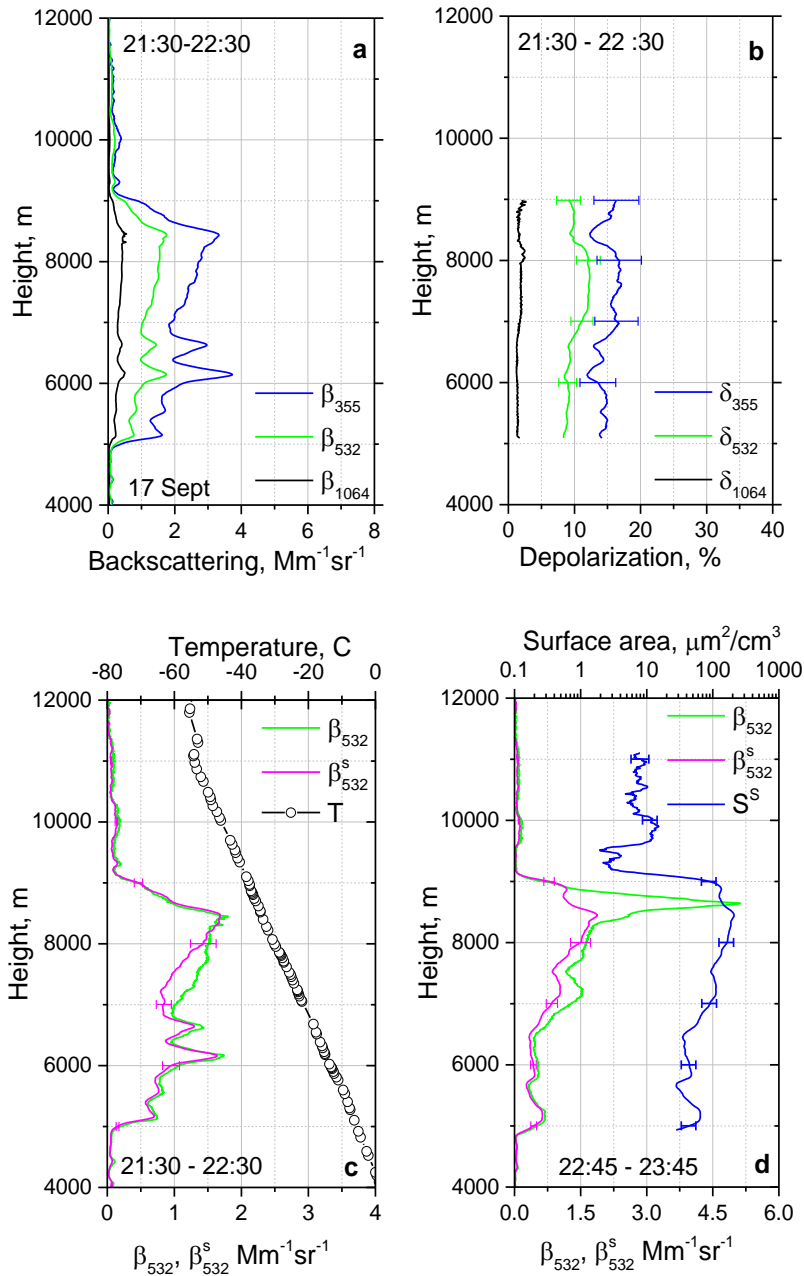 21:30-22:30
a
12000
10000
8000
6000
4000
Height, m
β355
β532
β1064
17 Sept
0 2 4 6 8
Backscattering, Mm⁻¹sr⁻¹
21:30 - 22 :30
b
12000
10000
8000
6000
4000
Height, m
δ355
δ532
δ1064
0 10 20 30 40
Depolarization, %
Temperature, C
-80 -60 -40 -20 0
12000
10000
8000
6000
4000
Height, m
β532
βˢ532
T
21:30 - 22:30
c
0 1 2 3 4
β532, βˢ532 Mm⁻¹sr⁻¹
Surface area, μm²/cm³
0.1 1 10 100 1000
12000
10000
8000
6000
4000
Height, m
β532
βˢ532
Sˢ
22:45 - 23:45
d
0.0 1.5 3.0 4.5 6.0
β532, βˢ532 Mm⁻¹sr⁻¹